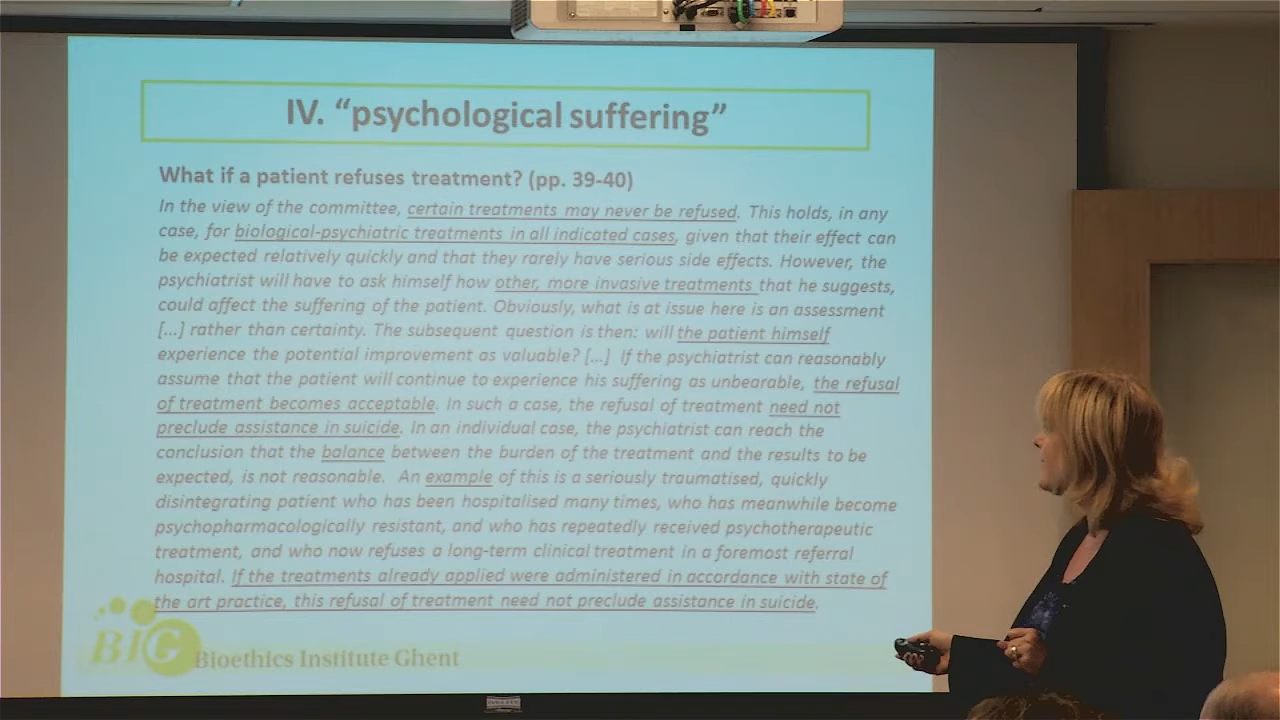 IV. “psychological suffering”
What if a patient refuses treatment? (pp. 39-40)
In the view of the committee, certain treatments may never be refused. This holds, in any
case, for biological-psychiatric treatments in all indicated cases, given that their effect can
be expected relatively quickly and that they rarely have serious side effects. However, the
psychiatrist will have to ask himself how other, more invasive treatments that he suggests,
could affect the suffering of the patient. Obviously, what is at issue here is an assessment
[...] rather than certainty. The subsequent question is then: will the patient himself
experience the potential improvement as valuable? [...] If the psychiatrist can reasonably
assume that the patient will continue to experience his suffering as unbearable, the refusal
of treatment becomes acceptable. In such a case, the refusal of treatment need not
preclude assistance in suicide. In an individual case, the psychiatrist can reach the
conclusion that the balance between the burden of the treatment and the results to be
expected, is not reasonable. An example of this is a seriously traumatised, quickly
disintegrating patient who has been hospitalised many times, who has meanwhile become
psychopharmacologically resistant, and who has repeatedly received psychotherapeutic
treatment, and who now refuses a long-term clinical treatment in a foremost referral
hospital. If the treatments already applied were administered in accordance with state of
the art practice, this refusal of treatment need not preclude assistance in suicide.
BIG
Bioethics Institute Ghent